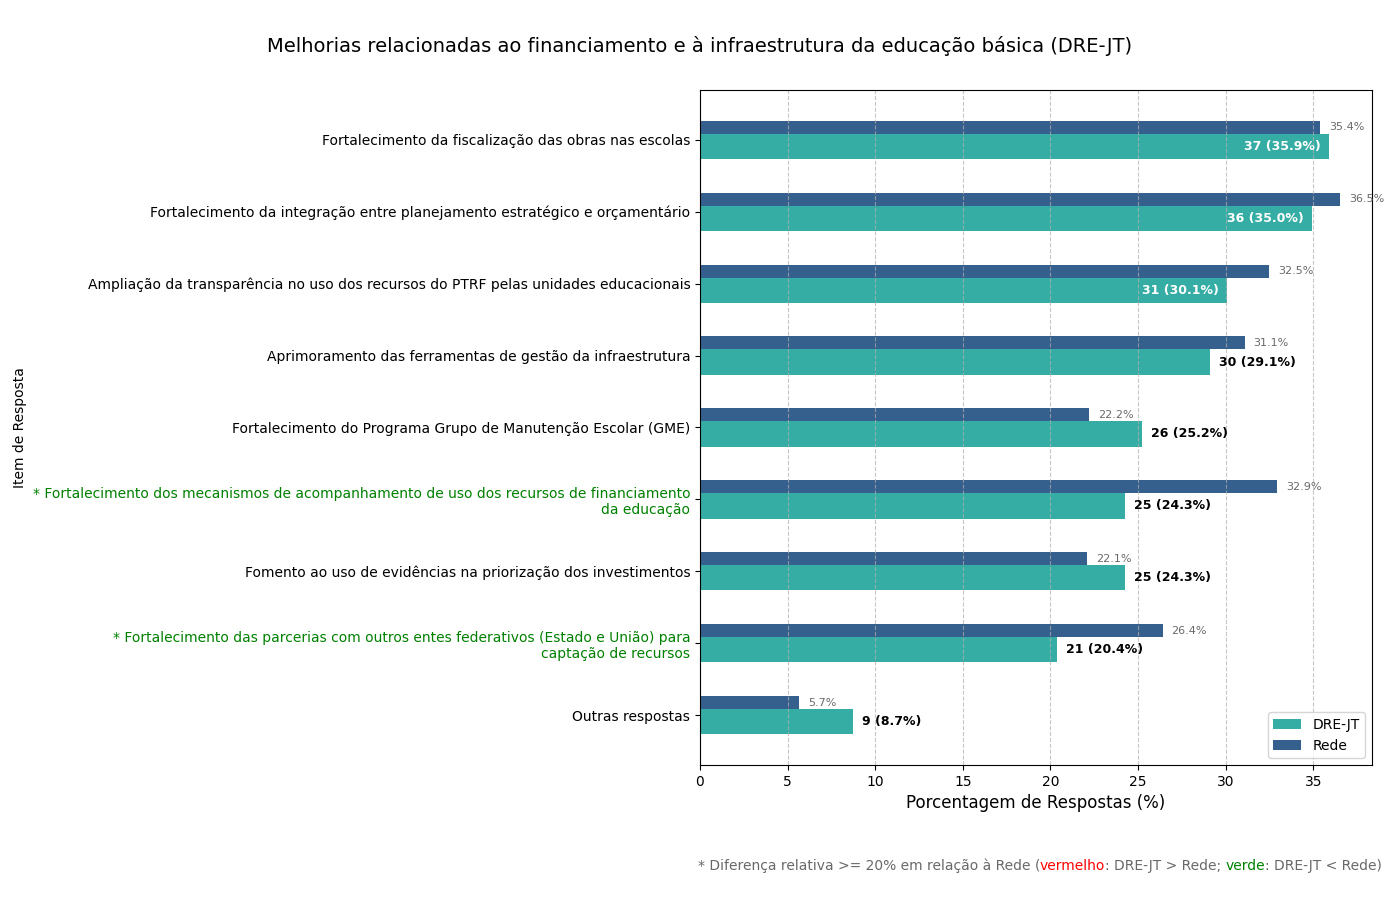 Melhorias relacionadas ao financiamento e à infraestrutura da educação básica (DRE-JT)
Item de Resposta
Fortalecimento da fiscalização das obras nas escolas
35.4%
37 (35.9%)
Fortalecimento da integração entre planejamento estratégico e orçamentário
36.5%
36 (35.0%)
Ampliação da transparência no uso dos recursos do PTRF pelas unidades educacionais
32.5%
31 (30.1%)
Aprimoramento das ferramentas de gestão da infraestrutura
31.1%
30 (29.1%)
Fortalecimento do Programa Grupo de Manutenção Escolar (GME)
22.2%
26 (25.2%)
* Fortalecimento dos mecanismos de acompanhamento de uso dos recursos de financiamento
da educação
32.9%
25 (24.3%)
Fomento ao uso de evidências na priorização dos investimentos
22.1%
25 (24.3%)
* Fortalecimento das parcerias com outros entes federativos (Estado e União) para
captação de recursos
26.4%
21 (20.4%)
Outras respostas
5.7%
9 (8.7%)
DRE-JT
Rede
0 5 10 15 20 25 30 35
Porcentagem de Respostas (%)
* Diferença relativa >= 20% em relação à Rede (vermelho: DRE-JT > Rede; verde: DRE-JT < Rede)